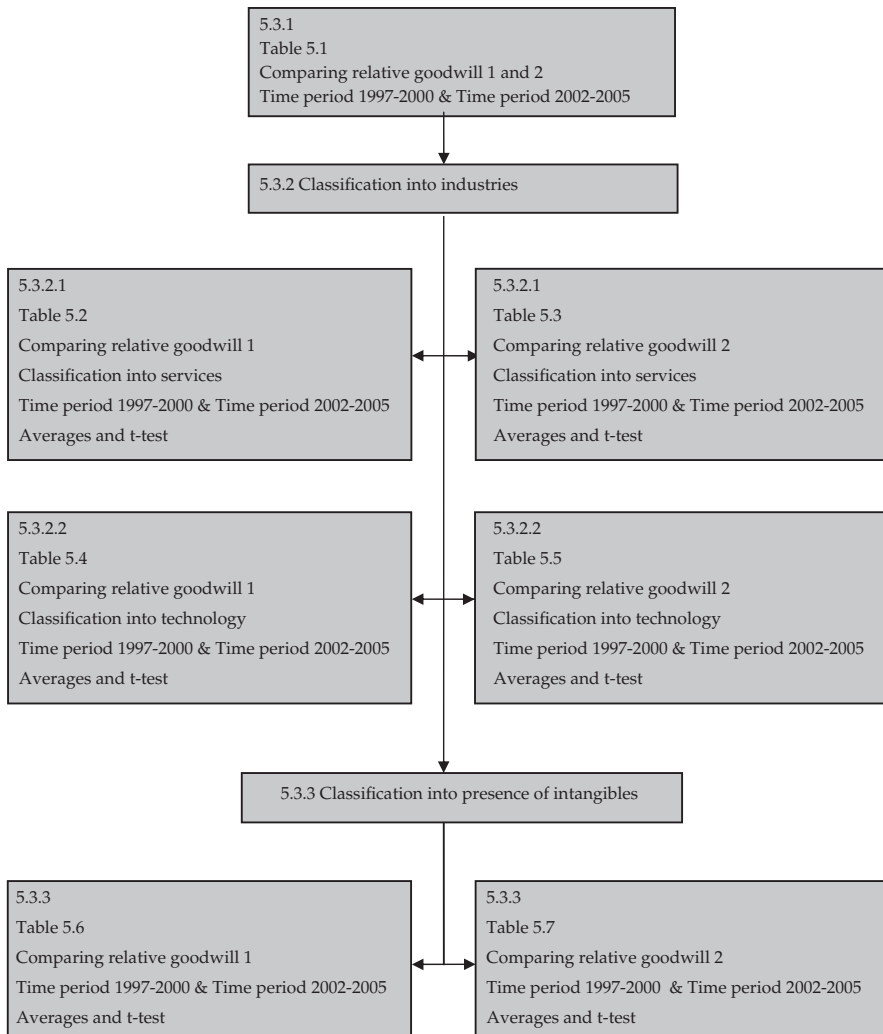 5.3.1
Table 5.1
Comparing relative goodwill 1 and 2
Time period 1997-2000 & Time period 2002-2005
5.3.2 Classification into industries
5.3.2.1
Table 5.2
Comparing relative goodwill 1
Classification into services
Time period 1997-2000 & Time period 2002-2005
Averages and t-test
5.3.2.1
Table 5.3
Comparing relative goodwill 2
Classification into services
Time period 1997-2000 & Time period 2002-2005
Averages and t-test
5.3.2.2
Table 5.4
Comparing relative goodwill 1
Classification into technology
Time period 1997-2000 & Time period 2002-2005
Averages and t-test
5.3.2.2
Table 5.5
Comparing relative goodwill 2
Classification into technology
Time period 1997-2000 & Time period 2002-2005
Averages and t-test
5.3.3 Classification into presence of intangibles
5.3.3
Table 5.6
Comparing relative goodwill 1
Time period 1997-2000 & Time period 2002-2005
Averages and t-test
5.3.3
Table 5.7
Comparing relative goodwill 2
Time period 1997-2000 & Time period 2002-2005
Averages and t-test